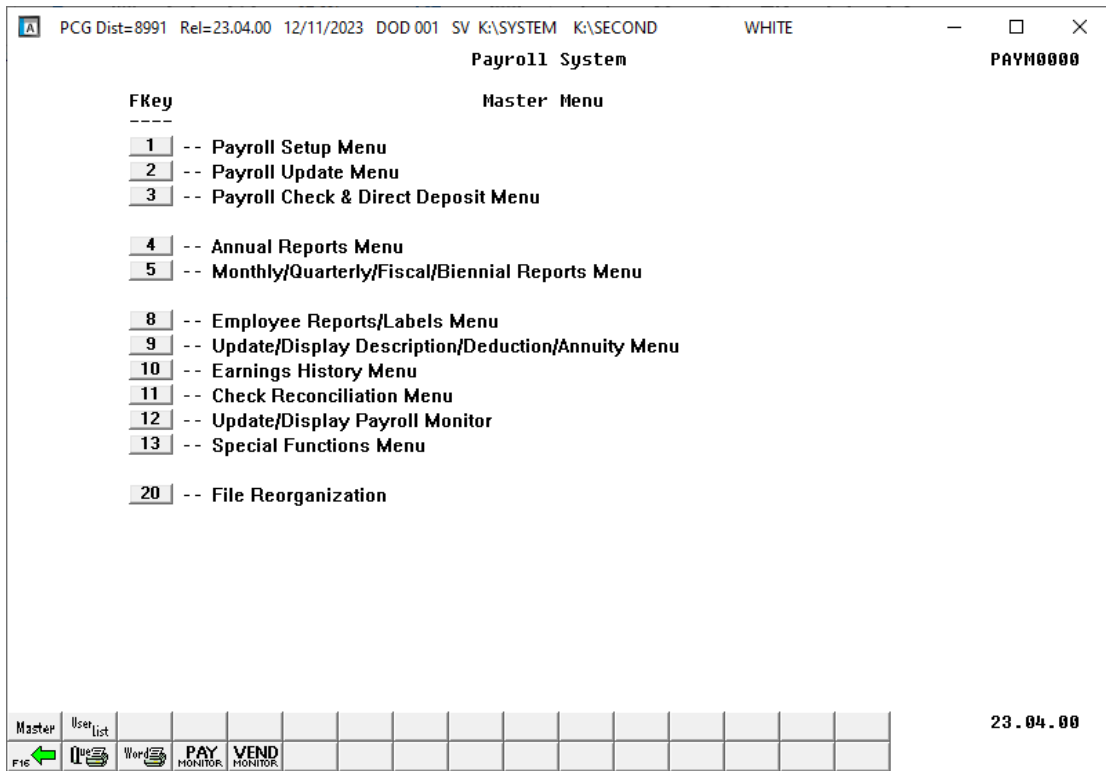 A PCG Dist=8991 Rel=23.04.00 12/11/2023 DOD 001 SV K:\SYSTEM K:\SECOND WHITE
Payroll System PAYM0000
FKey Master Menu
----
1 -- Payroll Setup Menu
2 -- Payroll Update Menu
3 -- Payroll Check & Direct Deposit Menu
4 -- Annual Reports Menu
5 -- Monthly/Quarterly/Fiscal/Biennial Reports Menu
8 -- Employee Reports/Labels Menu
9 -- Update/Display Description/Deduction/Annuity Menu
10 -- Earnings History Menu
11 -- Check Reconciliation Menu
12 -- Update/Display Payroll Monitor
13 -- Special Functions Menu
20 -- File Reorganization
Master User List 23.04.00
F16 Que Word PAY MONITOR VEND MONITOR